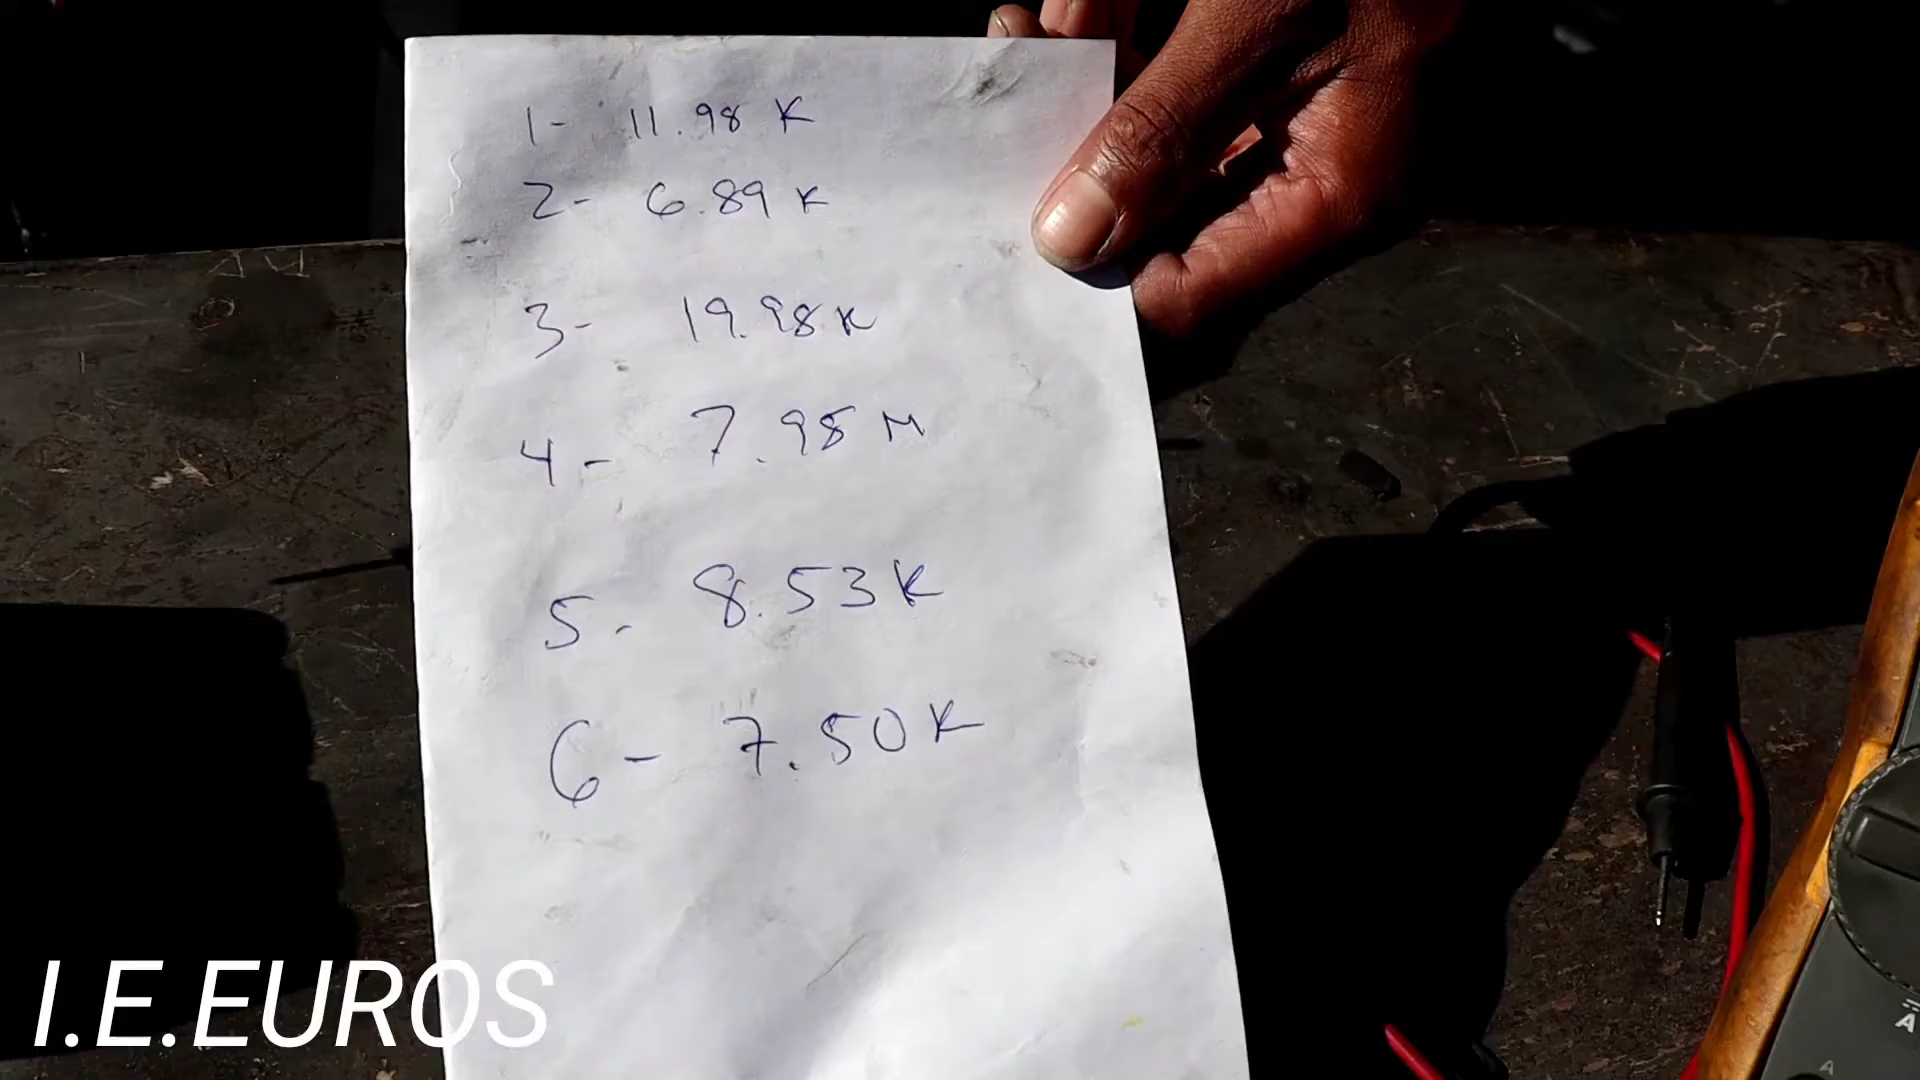 1- 11.98 K
2- 6.89 K
3- 19.98 K
4- 7.98 M
5- 8.53 K
6- 7.50 K
I.E.EUROS
A
A